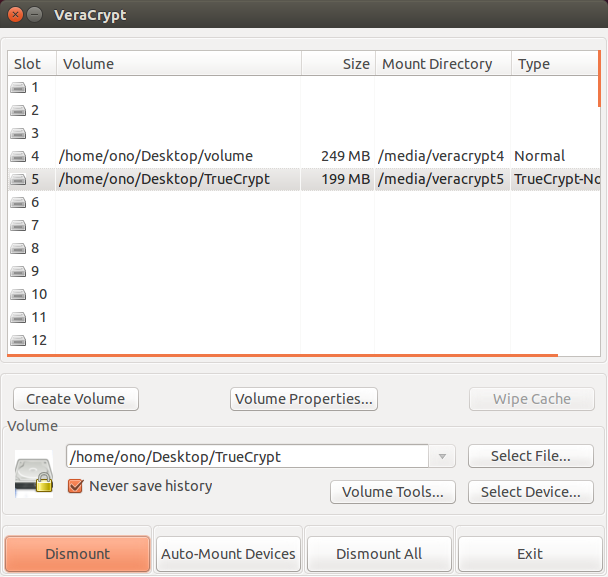 VeraCrypt
Slot Volume Size Mount Directory Type
1
2
3
4 /home/ono/Desktop/volume 249 MB /media/veracrypt4 Normal
5 /home/ono/Desktop/TrueCrypt 199 MB /media/veracrypt5 TrueCrypt-No
6
7
8
9
10
11
12
Create Volume Volume Properties... Wipe Cache
Volume
/home/ono/Desktop/TrueCrypt Select File...
Never save history Volume Tools... Select Device...
Dismount Auto-Mount Devices Dismount All Exit